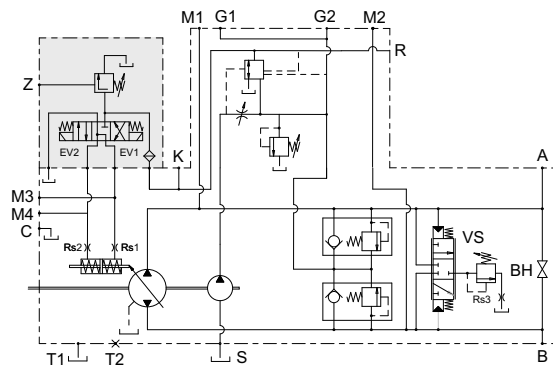 M1 G1 G2 M2
R
Z
EV2 EV1
K
A
M3
M4
C
Rs2 Rs1
VS
BH
Rs3
T1 T2 S B